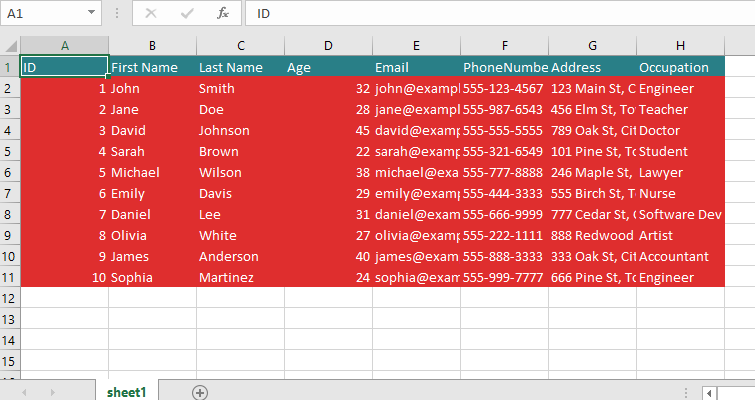 A1 fx ID
A B C D E F G H
1 ID First Name Last Name Age Email PhoneNumbe Address Occupation
2 1 John Smith 32 john@exampl 555-123-4567 123 Main St, C Engineer
3 2 Jane Doe 28 jane@exampl 555-987-6543 456 Elm St, To Teacher
4 3 David Johnson 45 david@exam 555-555-5555 789 Oak St, Cit Doctor
5 4 Sarah Brown 22 sarah@exam 555-321-6549 101 Pine St, To Student
6 5 Michael Wilson 38 michael@exa 555-777-8888 246 Maple St, Lawyer
7 6 Emily Davis 29 emily@exam 555-444-3333 555 Birch St, T Nurse
8 7 Daniel Lee 31 daniel@exam 555-666-9999 777 Cedar St, Software Dev
9 8 Olivia White 27 olivia@exam 555-222-1111 888 Redwood Artist
10 9 James Anderson 40 james@exam 555-888-3333 333 Oak St, Cit Accountant
11 10 Sophia Martinez 24 sophia@exam 555-999-7777 666 Pine St, To Engineer
12
13
14
15
sheet1